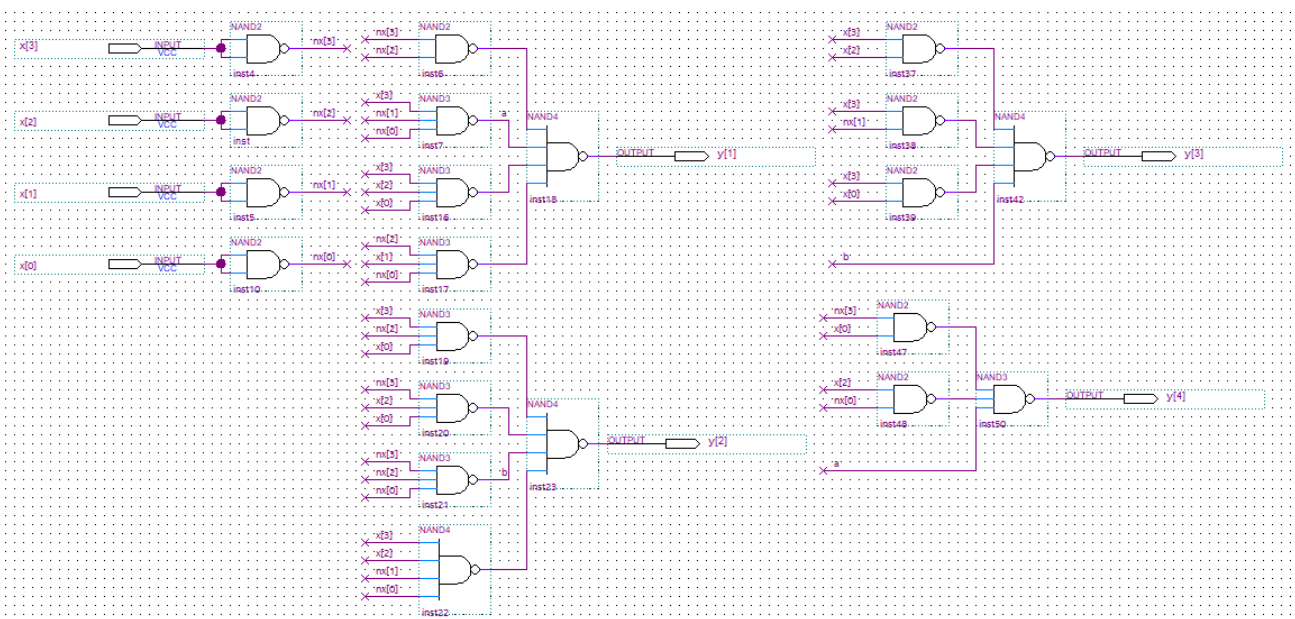 NAND2
x[3]
INPUT
VCC
nx[3]
inst4
NAND2
x[2]
INPUT
VCC
nx[2]
inst
NAND2
x[1]
INPUT
VCC
nx[1]
inst5
NAND2
x[0]
INPUT
VCC
nx[0]
inst10
NAND2
nx[3]
nx[2]
inst6
NAND3
x[3]
nx[1]
nx[0]
a
inst7
NAND3
x[3]
x[2]
x[0]
inst16
NAND3
nx[2]
x[1]
nx[0]
inst17
NAND4
inst18
OUTPUT
y[1]
NAND3
x[3]
nx[2]
x[0]
inst19
NAND3
nx[3]
x[2]
x[0]
inst20
NAND3
nx[3]
nx[2]
nx[0]
b
inst21
NAND4
x[3]
x[2]
nx[1]
nx[0]
inst22
NAND4
inst23
OUTPUT
y[2]
NAND2
x[3]
x[2]
inst37
NAND2
x[3]
nx[1]
inst38
NAND2
x[3]
x[0]
inst39
b
NAND4
inst42
OUTPUT
y[3]
NAND2
nx[3]
x[0]
inst47
NAND2
x[2]
nx[0]
inst48
a
NAND3
inst50
OUTPUT
y[4]